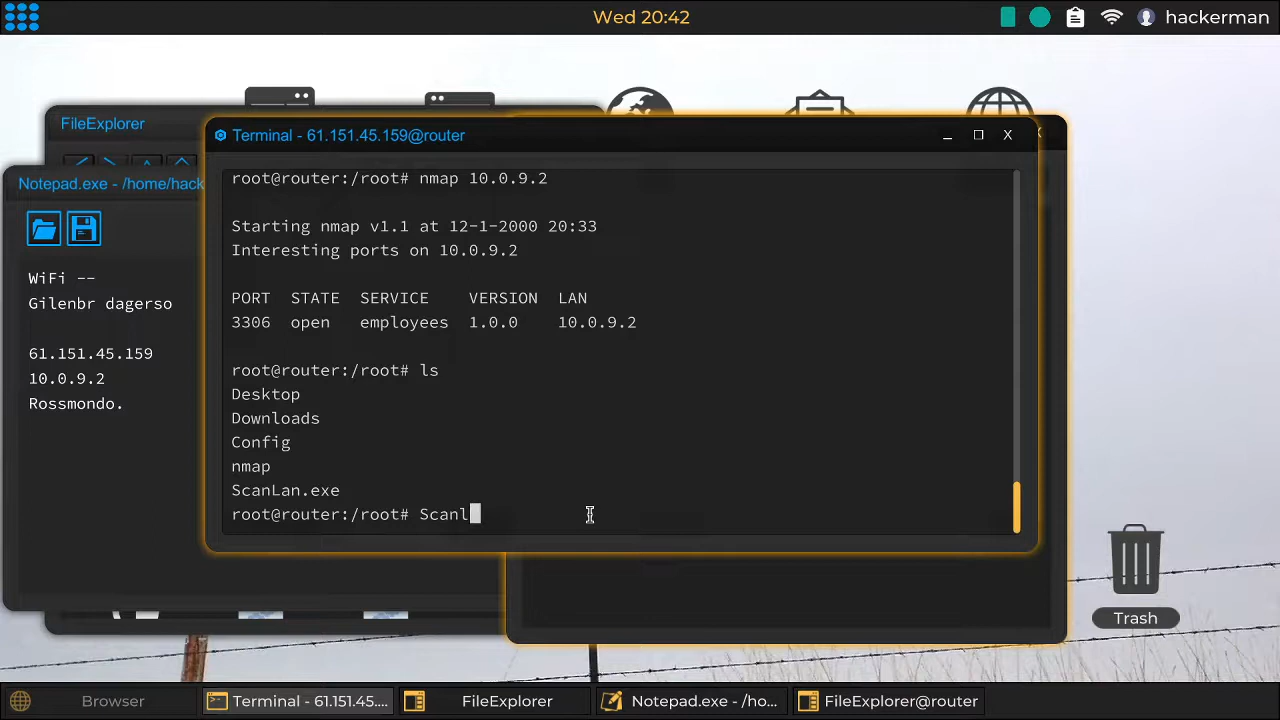 Wed 20:42
hackerman
FileExplorer
Terminal - 61.151.45.159@router
Notepad.exe - /home/hack
WiFi --
Gilenbr dagerso
61.151.45.159
10.0.9.2
Rossmondo.
root@router:/root# nmap 10.0.9.2
Starting nmap v1.1 at 12-1-2000 20:33
Interesting ports on 10.0.9.2
PORT STATE SERVICE VERSION LAN
3306 open employees 1.0.0 10.0.9.2
root@router:/root# ls
Desktop
Downloads
Config
nmap
ScanLan.exe
root@router:/root# Scanl
Trash
Browser
Terminal - 61.151.45....
FileExplorer
Notepad.exe - /ho...
FileExplorer@router